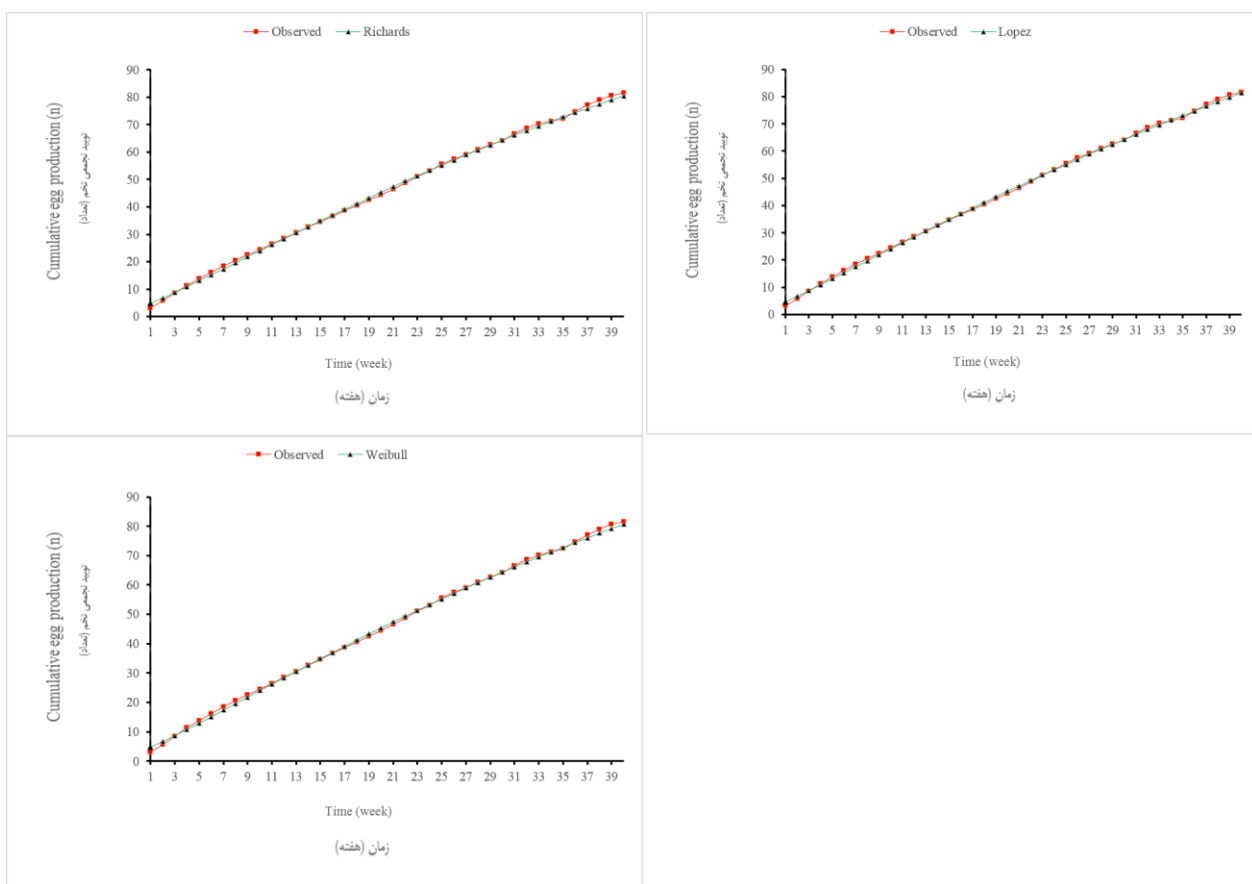 Observed Richards
Cumulative egg production (n)
تولید تجمعی تخم (تعداد)
90
80
70
60
50
40
30
20
10
0
1 3 5 7 9 11 13 15 17 19 21 23 25 27 29 31 33 35 37 39
Time (week)
زمان (هفته)
Observed Lopez
Cumulative egg production (n)
تولید تجمعی تخم (تعداد)
90
80
70
60
50
40
30
20
10
0
1 3 5 7 9 11 13 15 17 19 21 23 25 27 29 31 33 35 37 39
Time (week)
زمان (هفته)
Observed Weibull
Cumulative egg production (n)
تولید تجمعی تخم (تعداد)
90
80
70
60
50
40
30
20
10
0
1 3 5 7 9 11 13 15 17 19 21 23 25 27 29 31 33 35 37 39
Time (week)
زمان (هفته)